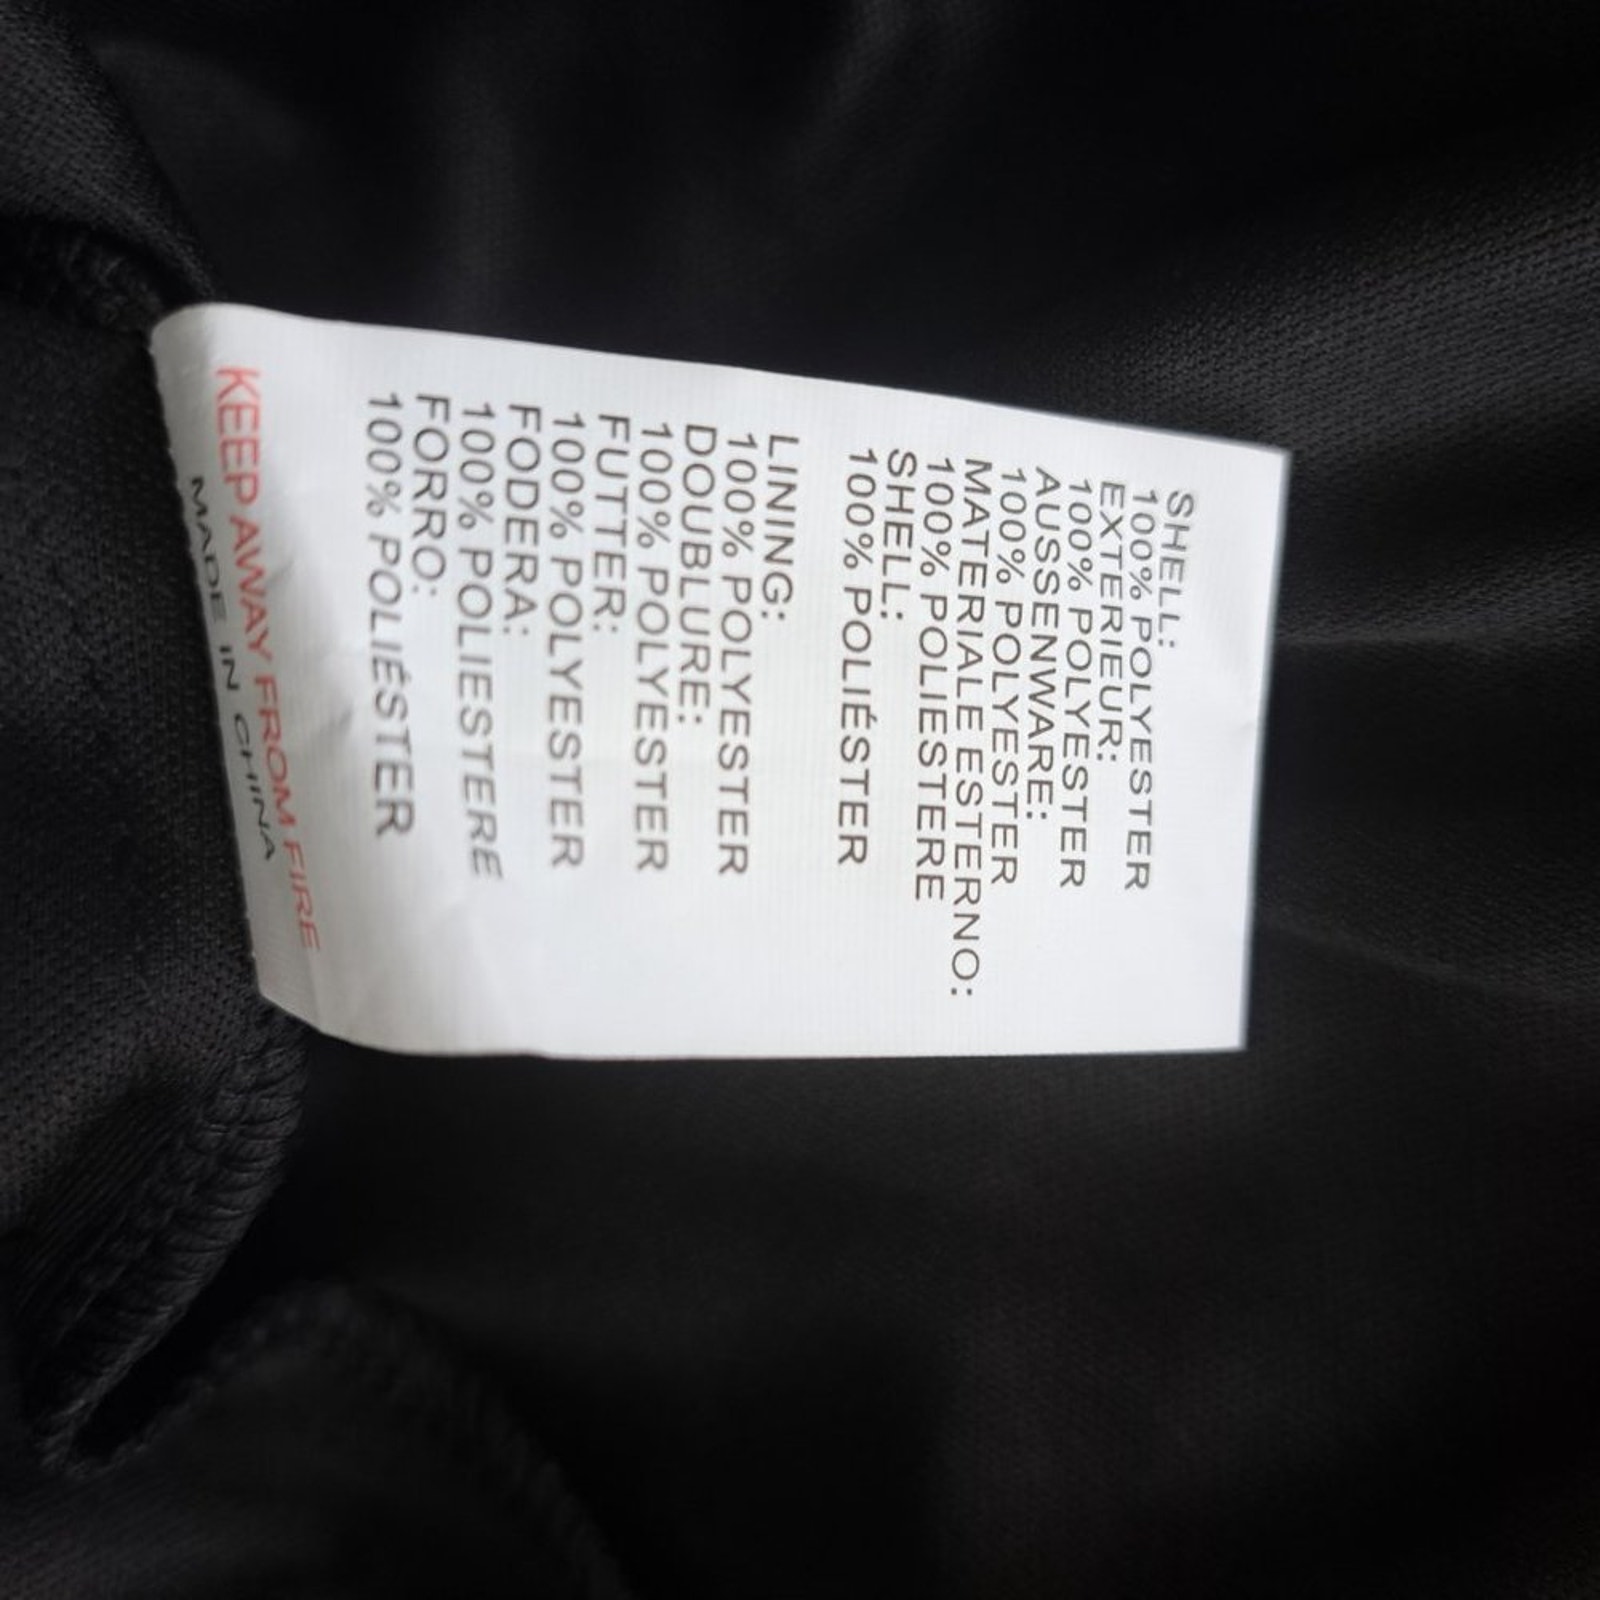 SHELL:
100% POLYESTER
EXTERIEUR:
100% POLYESTER
AUSSENWARE:
100% POLYESTER
MATERIALE ESTERNO:
100% POLIESTERE
SHELL:
100% POLIÉSTER
LINING:
100% POLYESTER
DOUBLURE:
100% POLYESTER
FUTTER:
100% POLYESTER
FODERA:
100% POLIESTERE
FORRO:
100% POLIÉSTER
KEEP AWAY FROM FIRE
MADE IN CHINA